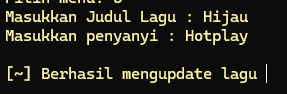 Masukkan Judul Lagu : Hijau
Masukkan penyanyi : Hotplay
[~] Berhasil mengupdate lagu